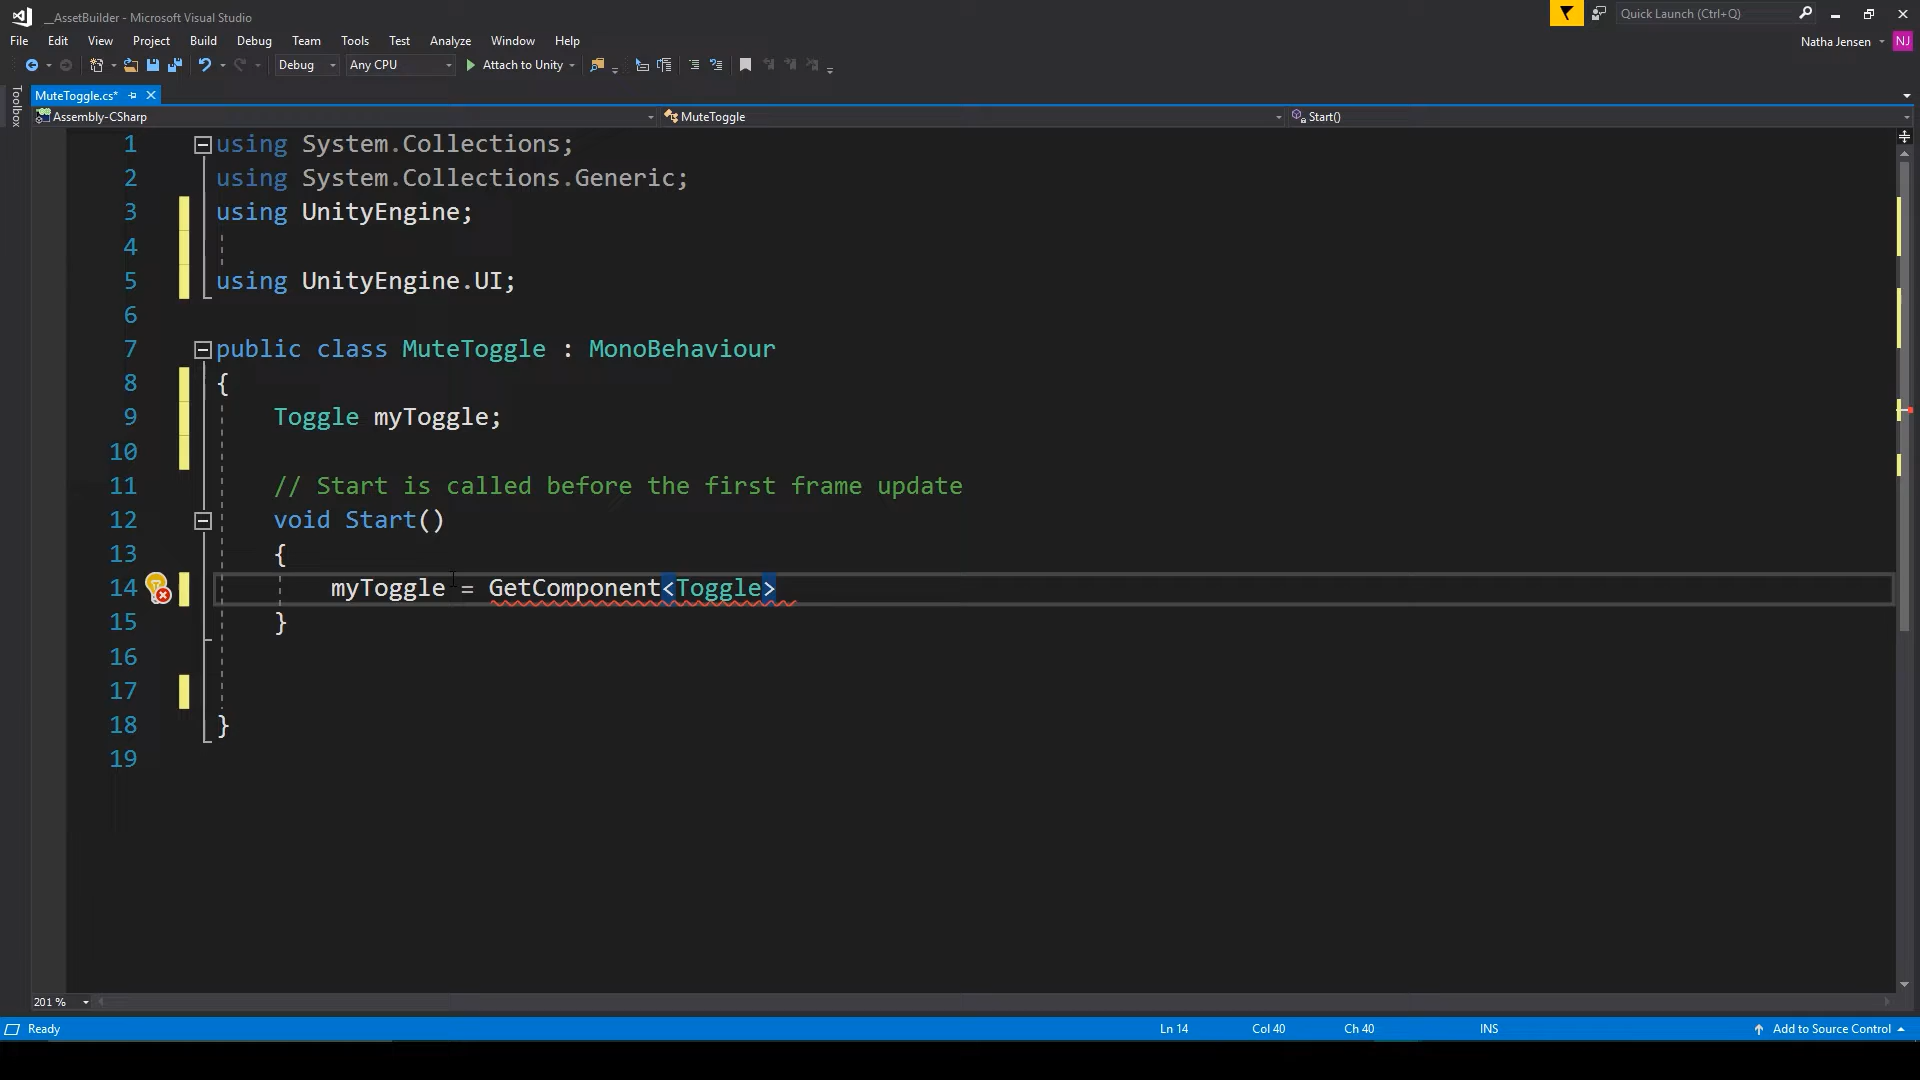 __AssetBuilder - Microsoft Visual Studio
Quick Launch (Ctrl+Q)
File Edit View Project Build Debug Team Tools Test Analyze Window Help
Natha Jensen NJ
Debug Any CPU Attach to Unity
Toolbox
MuteToggle.cs*
Assembly-CSharp MuteToggle Start()
1 using System.Collections;
2 using System.Collections.Generic;
3 using UnityEngine;
4
5 using UnityEngine.UI;
6
7 public class MuteToggle : MonoBehaviour
8 {
9 Toggle myToggle;
10
11 // Start is called before the first frame update
12 void Start()
13 {
14 myToggle = GetComponent<Toggle>
15 }
16
17
18 }
19
201 %
Ready Ln 14 Col 40 Ch 40 INS Add to Source Control